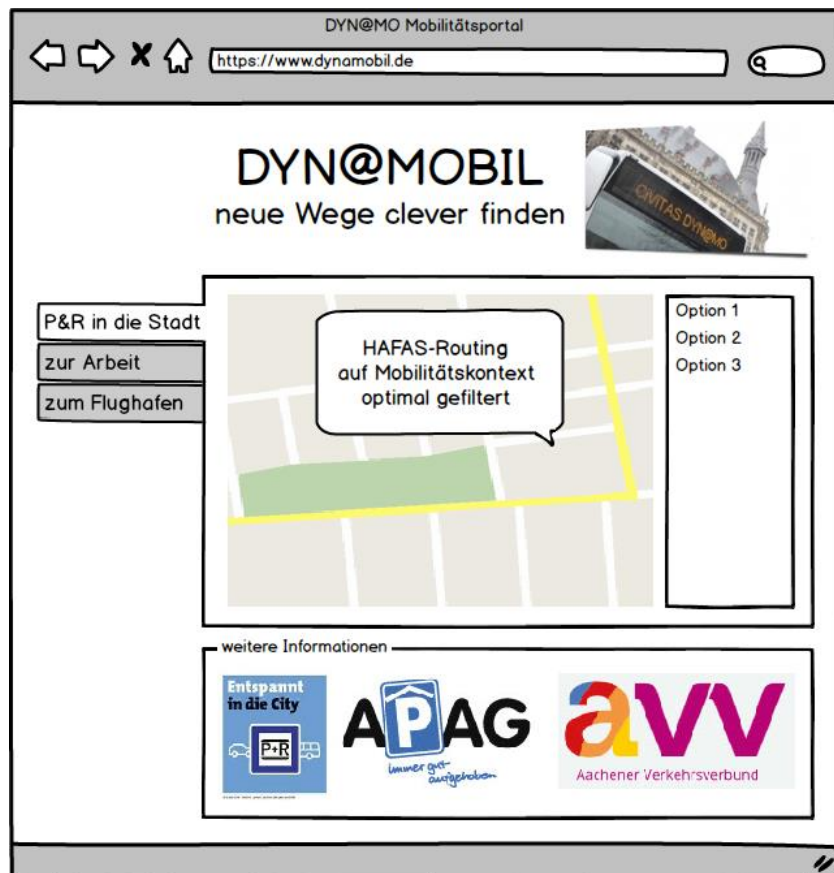 DYN@MO Mobilitätsportal
https://www.dynamobil.de
DYN@MOBIL
neue Wege clever finden
CIVITAS DYN@MO
P&R in die Stadt
zur Arbeit
zum Flughafen
HAFAS-Routing
auf Mobilitätskontext
optimal gefiltert
Option 1
Option 2
Option 3
weitere Informationen
Entspannt
in die City
P+R
APAG
immer gut
aufgehoben
avv
Aachener Verkehrsverbund